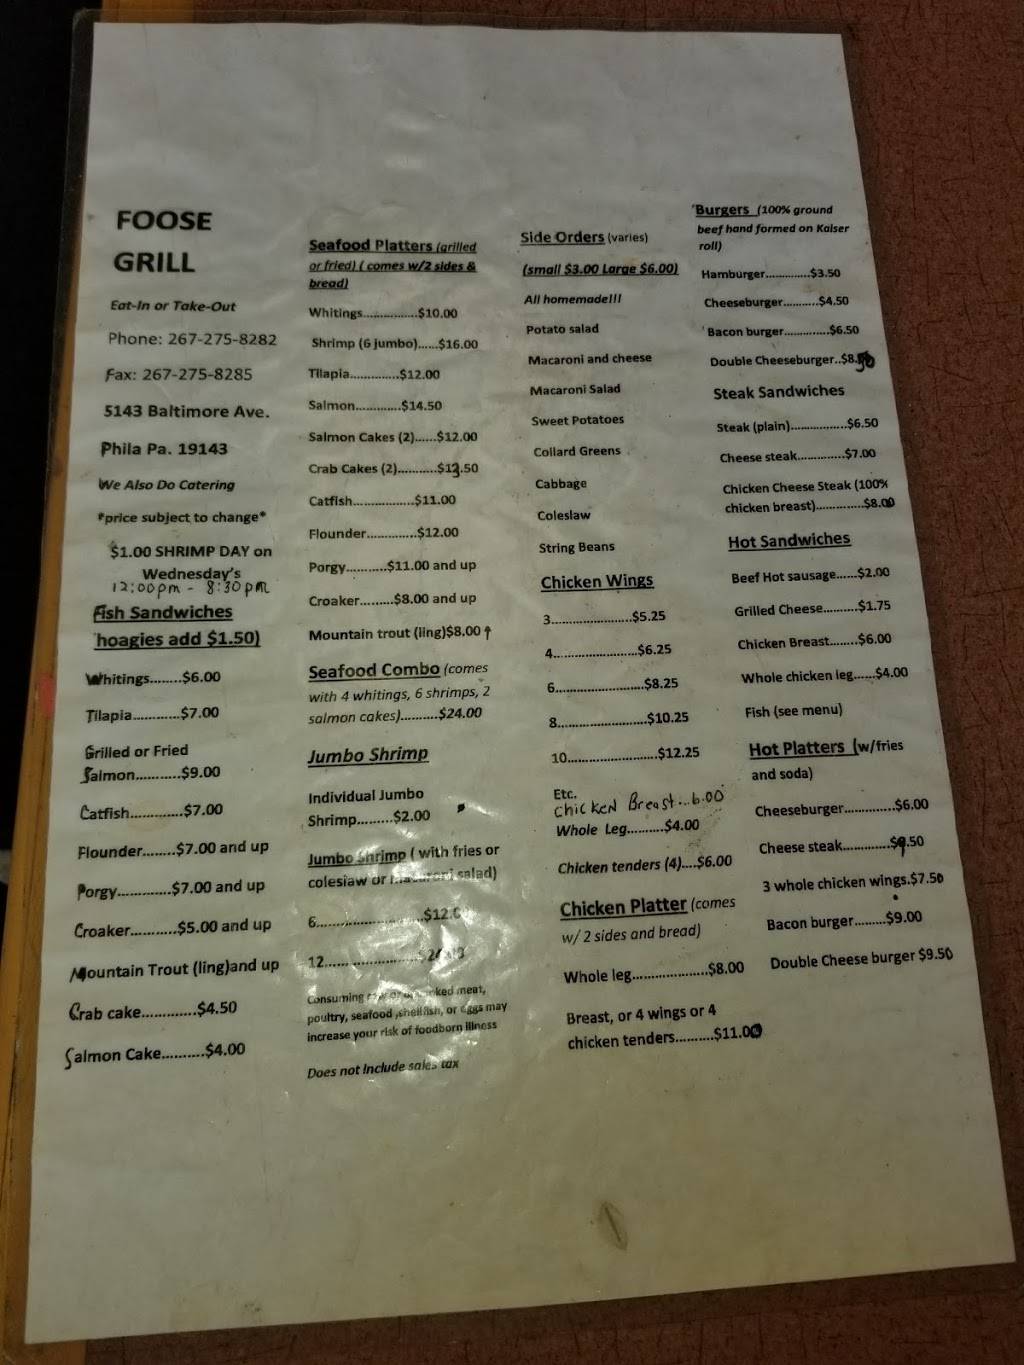 FOOSE
GRILL
Eat-In or Take-Out
Phone: 267-275-8282
Fax: 267-275-8285
5143 Baltimore Ave.
Phila Pa. 19143
We Also Do Catering
*price subject to change*
$1.00 SHRIMP DAY on
Wednesday's
12:00pm - 8:30pm
Fish Sandwiches
hoagies add $1.50)
Whitings........$6.00
Tilapia............$7.00
Grilled or Fried
Salmon...........$9.00
Catfish.............$7.00
Flounder........$7.00 and up
Porgy.............$7.00 and up
Croaker...........$5.00 and up
Mountain Trout (ling)and up
Crab cake.............$4.50
Salmon Cake..........$4.00
Seafood Platters (grilled
or fried) ( comes w/2 sides &
bread)
Whitings...............$10.00
Shrimp (6 jumbo)......$16.00
Tilapia.............$12.00
Salmon.............$14.50
Salmon Cakes (2)......$12.00
Crab Cakes (2)...........$13.50
Catfish.................$11.00
Flounder.............$12.00
Porgy...........$11.00 and up
Croaker.........$8.00 and up
Mountain trout (ling)$8.00↑
Seafood Combo (comes
with 4 whitings, 6 shrimps, 2
salmon cakes)..........$24.00
Jumbo Shrimp
Individual Jumbo
Shrimp.........$2.00
Jumbo Shrimp ( with fries or
coleslaw or macaroni salad)
6..........................
12.......................
Consuming raw or meat,
poultry, seafood ,shellfish, or eggs may
increase your risk of foodborn illness
Does not Include sales tax
Side Orders (varies)
(small $3.00 Large $6.00)
All homemade!!!
Potato salad
Macaroni and cheese
Macaroni Salad
Sweet Potatoes
Collard Greens
Cabbage
Coleslaw
String Beans
Chicken Wings
3........................$5.25
4.........................$6.25
6..........................$8.25
8...........................$10.25
10...........................$12.25
Etc.
Chicken Breast...6.00
Whole Leg..........$4.00
Chicken tenders (4)....$6.00
Chicken Platter (comes
w/ 2 sides and bread)
Whole leg......................$8.00
Breast, or 4 wings or 4
chicken tenders..........$11.00
Burgers (100% ground
beef hand formed on Kaiser
roll)
Hamburger.............$3.50
Cheeseburger..........$4.50
Bacon burger.............$6.50
Double Cheeseburger..$8.50
Steak Sandwiches
Steak (plain)................$6.50
Cheese steak.............$7.00
Chicken Cheese Steak (100%
chicken breast).............$8.00
Hot Sandwiches
Beef Hot sausage......$2.00
Grilled Cheese..........$1.75
Chicken Breast........$6.00
Whole chicken leg......$4.00
Fish (see menu)
Hot Platters (w/fries
and soda)
Cheeseburger..............$6.00
Cheese steak.............$9.50
3 whole chicken wings.$7.50
Bacon burger.........$9.00
Double Cheese burger $9.50